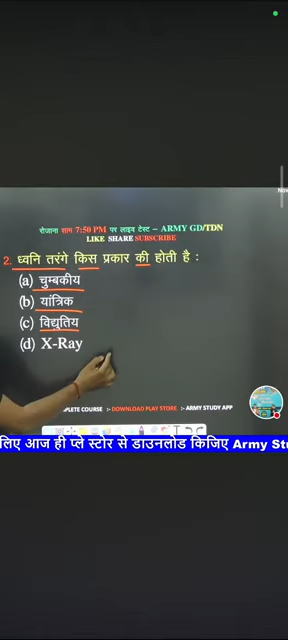 रोजाना साम 7:50 PM पर लाइव टेस्ट – ARMY GD/TDN
LIKE SHARE SUBSCRIBE
2. ध्वनि तरंगे किस प्रकार की होती है :
(a) चुम्बकीय
(b) यांत्रिक
(c) विद्युतिय
(d) X-Ray
PLETE COURSE :- DOWNLOAD PLAY STORE :- ARMY STUDY APP
लिए आज ही प्ले स्टोर से डाउनलोड किजिए Army Stu